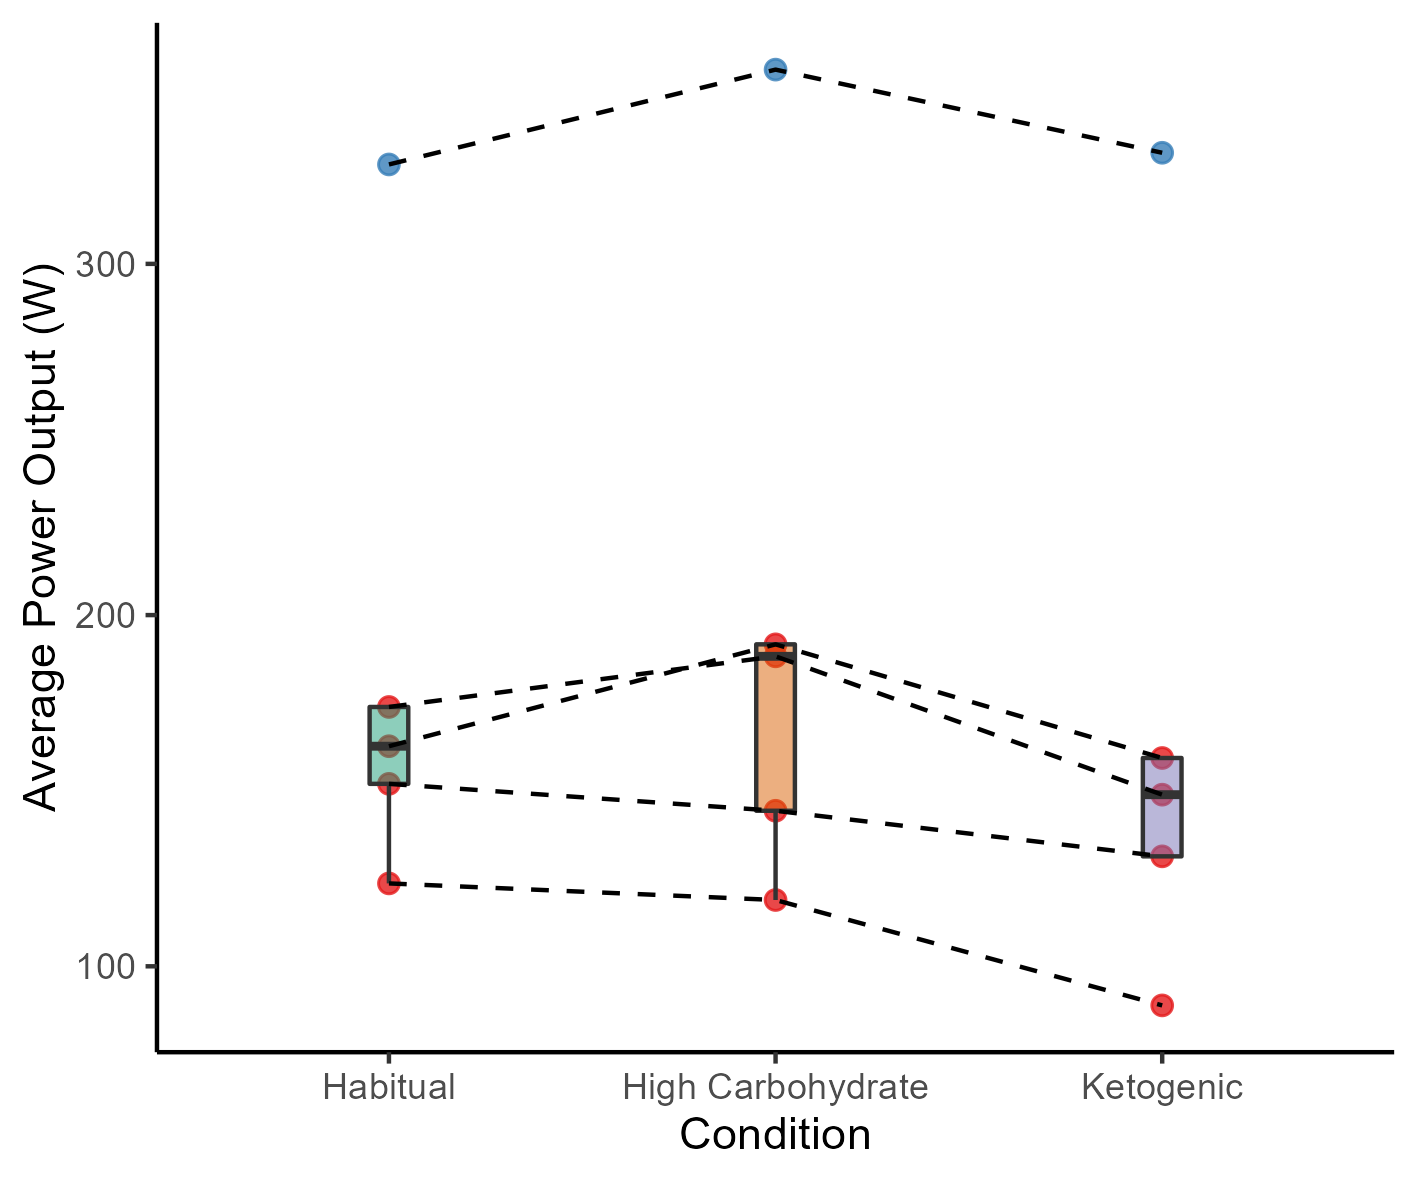 Average Power Output (W)
300
200
100
Habitual
High Carbohydrate
Ketogenic
Condition